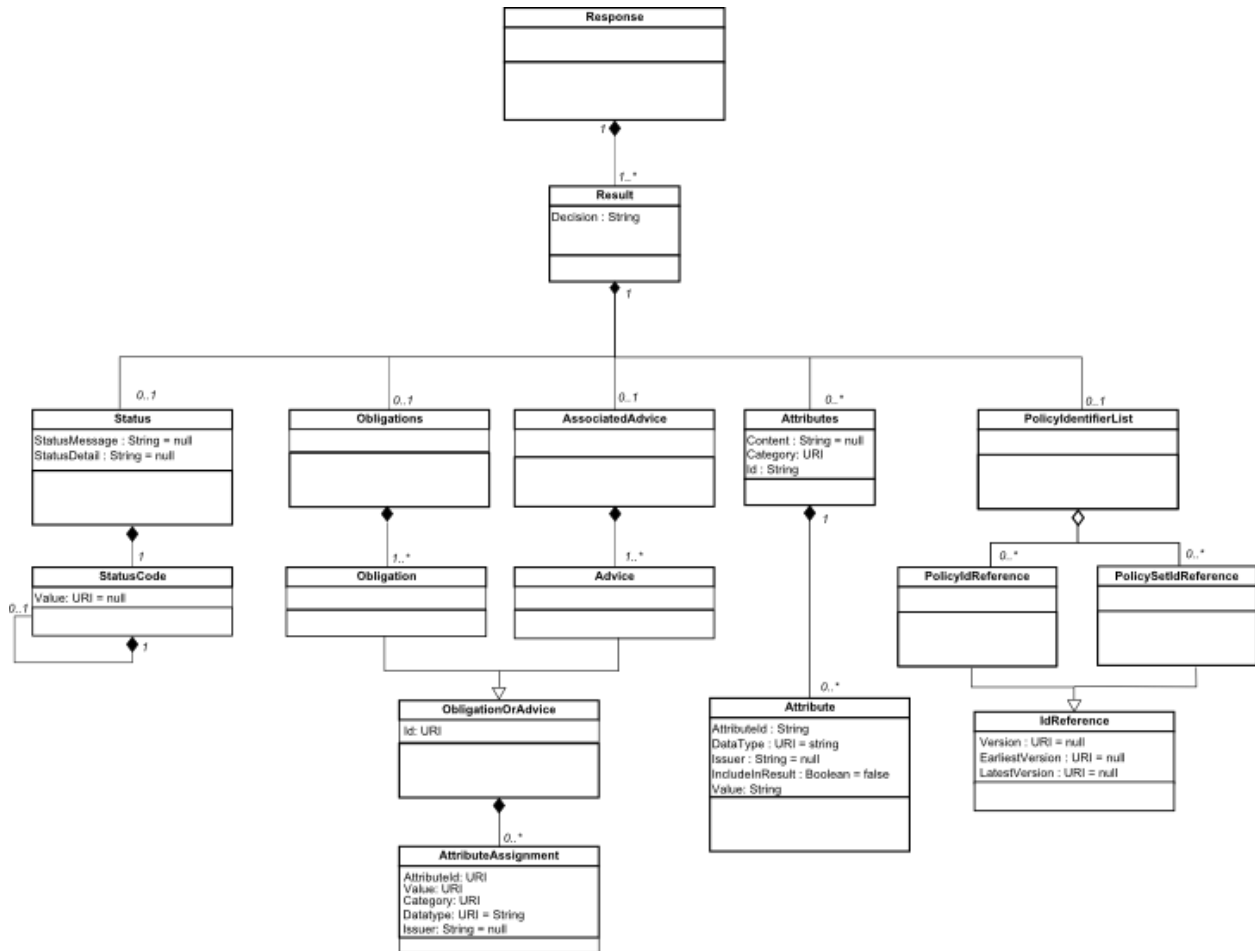 Response
1
1..*
Result
Decision : String
1
0..1
0..1
0..1
0..*
0..1
Status
StatusMessage : String = null
StatusDetail : String = null
Obligations
AssociatedAdvice
Attributes
Content : String = null
Category: URI
Id : String
PolicyIdentifierList
1
1..*
1..*
1
0..*
0..*
StatusCode
Value: URI = null
0..1
1
Obligation
Advice
PolicyIdReference
PolicySetIdReference
0..*
ObligationOrAdvice
Id: URI
Attribute
AttributeId : String
DataType : URI = string
Issuer : String = null
IncludeInResult : Boolean = false
Value: String
IdReference
Version : URI = null
EarliestVersion : URI = null
LatestVersion : URI = null
0..*
AttributeAssignment
AttributeId: URI
Value: URI
Category: URI
Datatype: URI = String
Issuer: String = null